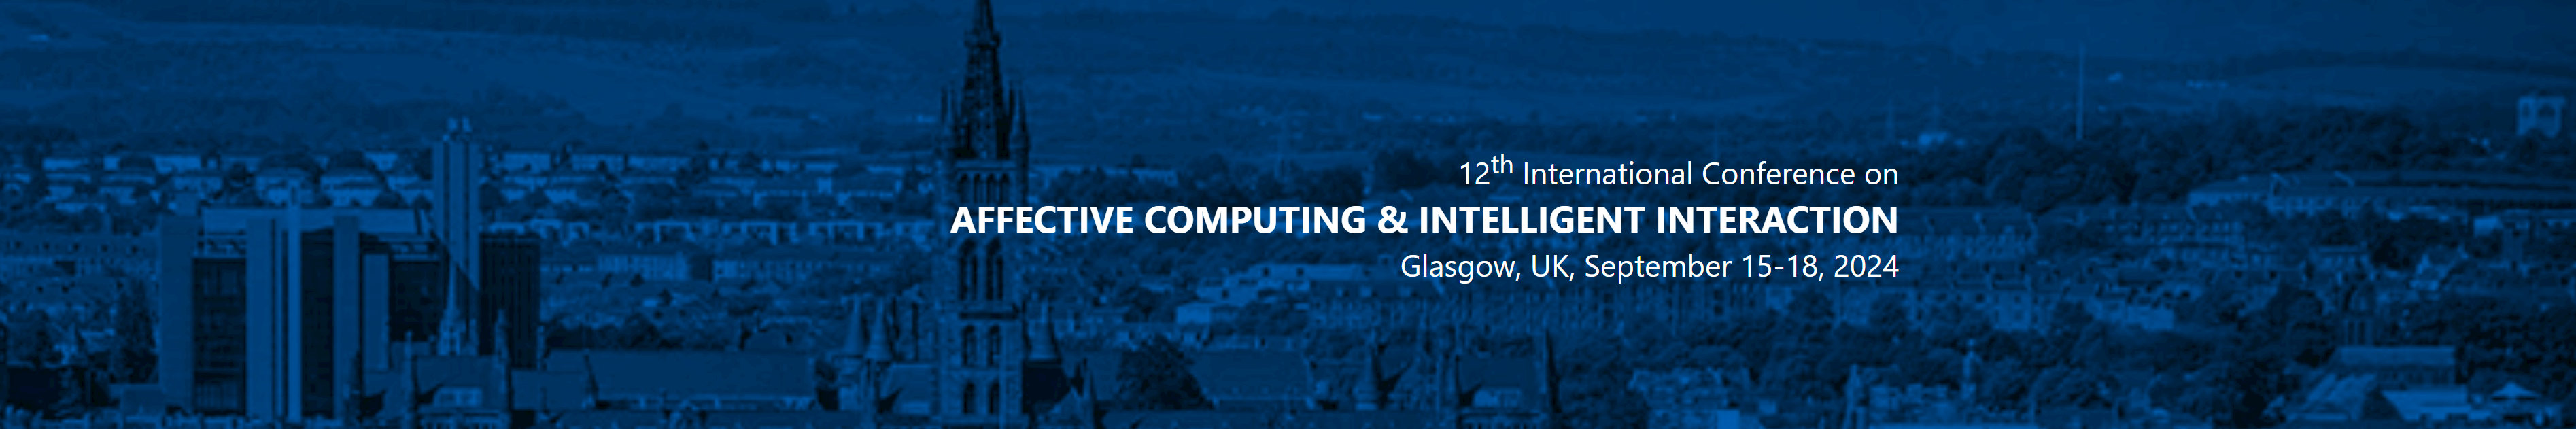 12th International Conference on
AFFECTIVE COMPUTING & INTELLIGENT INTERACTION
Glasgow, UK, September 15-18, 2024